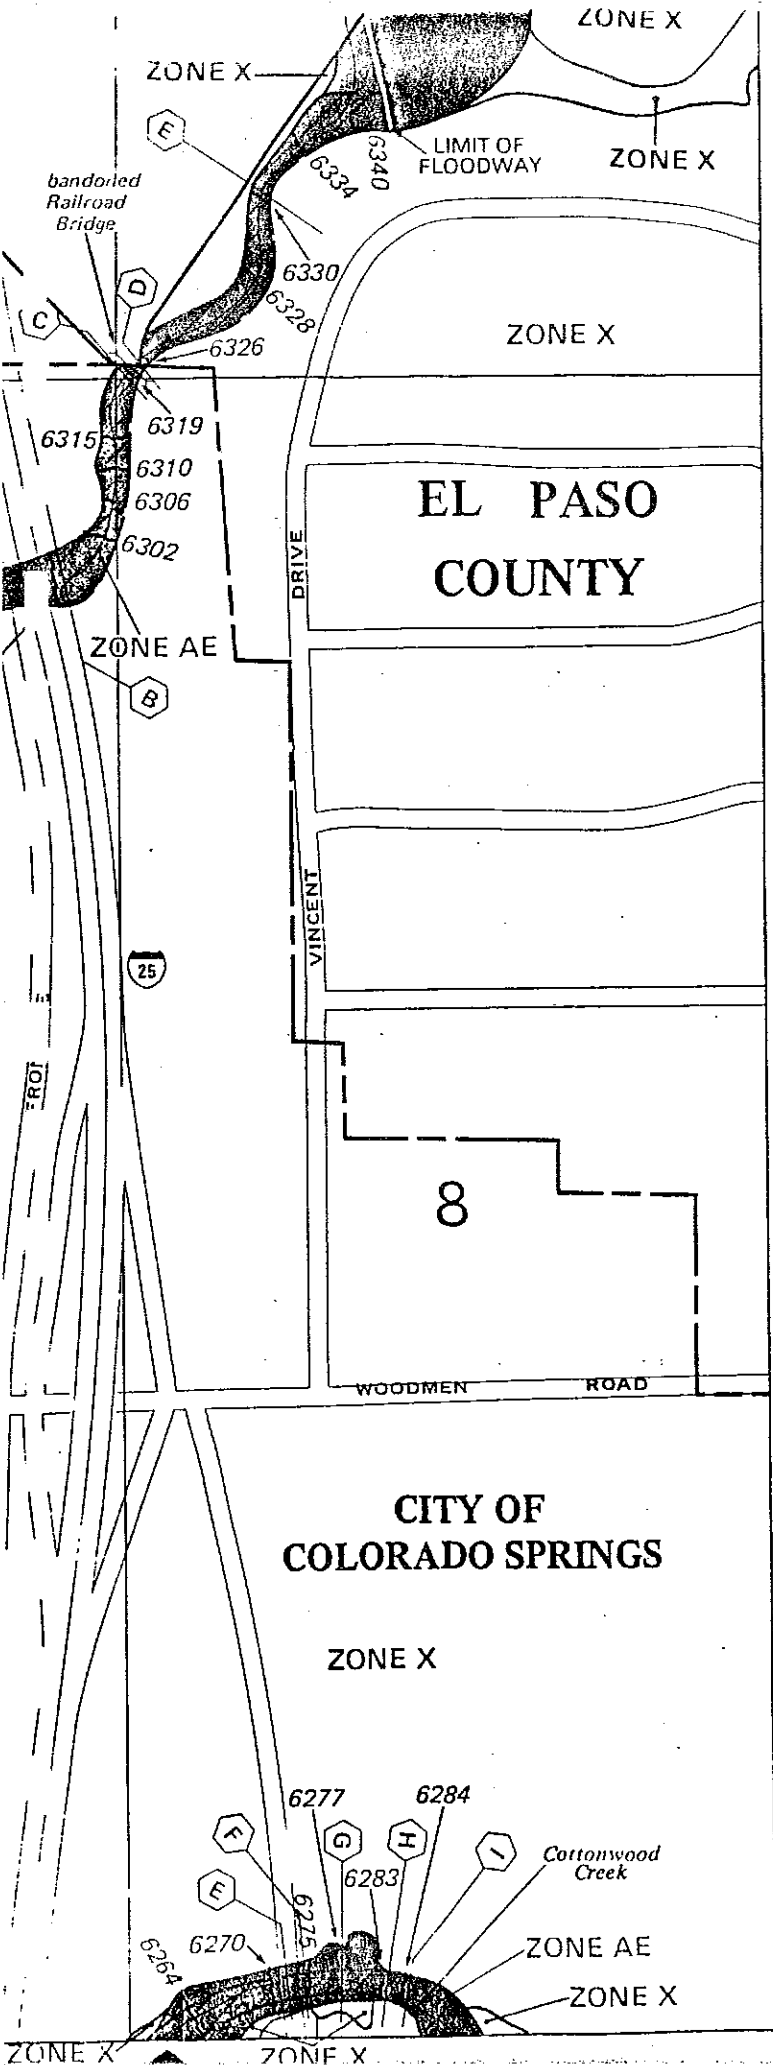 ZONE X
ZONE X
E
LIMIT OF
FLOODWAY
6340
6334
ZONE X
bandoned
Railroad
Bridge
6330
6328
D
C
6326
ZONE X
6319
6315
6310
6306
6302
EL PASO
COUNTY
DRIVE
ZONE AE
B
VINCENT
25
8
WOODMEN ROAD
CITY OF
COLORADO SPRINGS
ZONE X
6277
6284
F
G
H
I
Cottonwood
Creek
6283
E
6275
6270
6264
ZONE AE
ZONE X
ZONE X
ZONE X